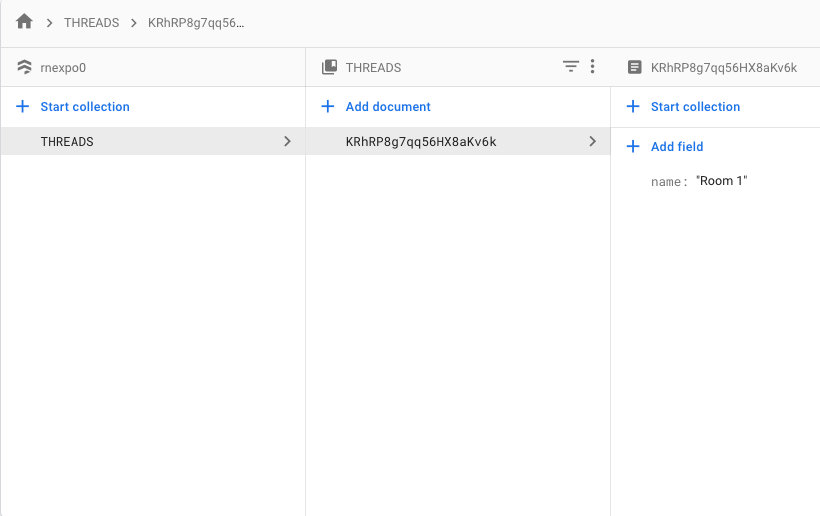 THREADS KRhRP8g7qq56…
rnexpo0 THREADS KRhRP8g7qq56HX8aKv6k
Start collection Add document Start collection
THREADS KRhRP8g7qq56HX8aKv6k Add field
name: "Room 1"